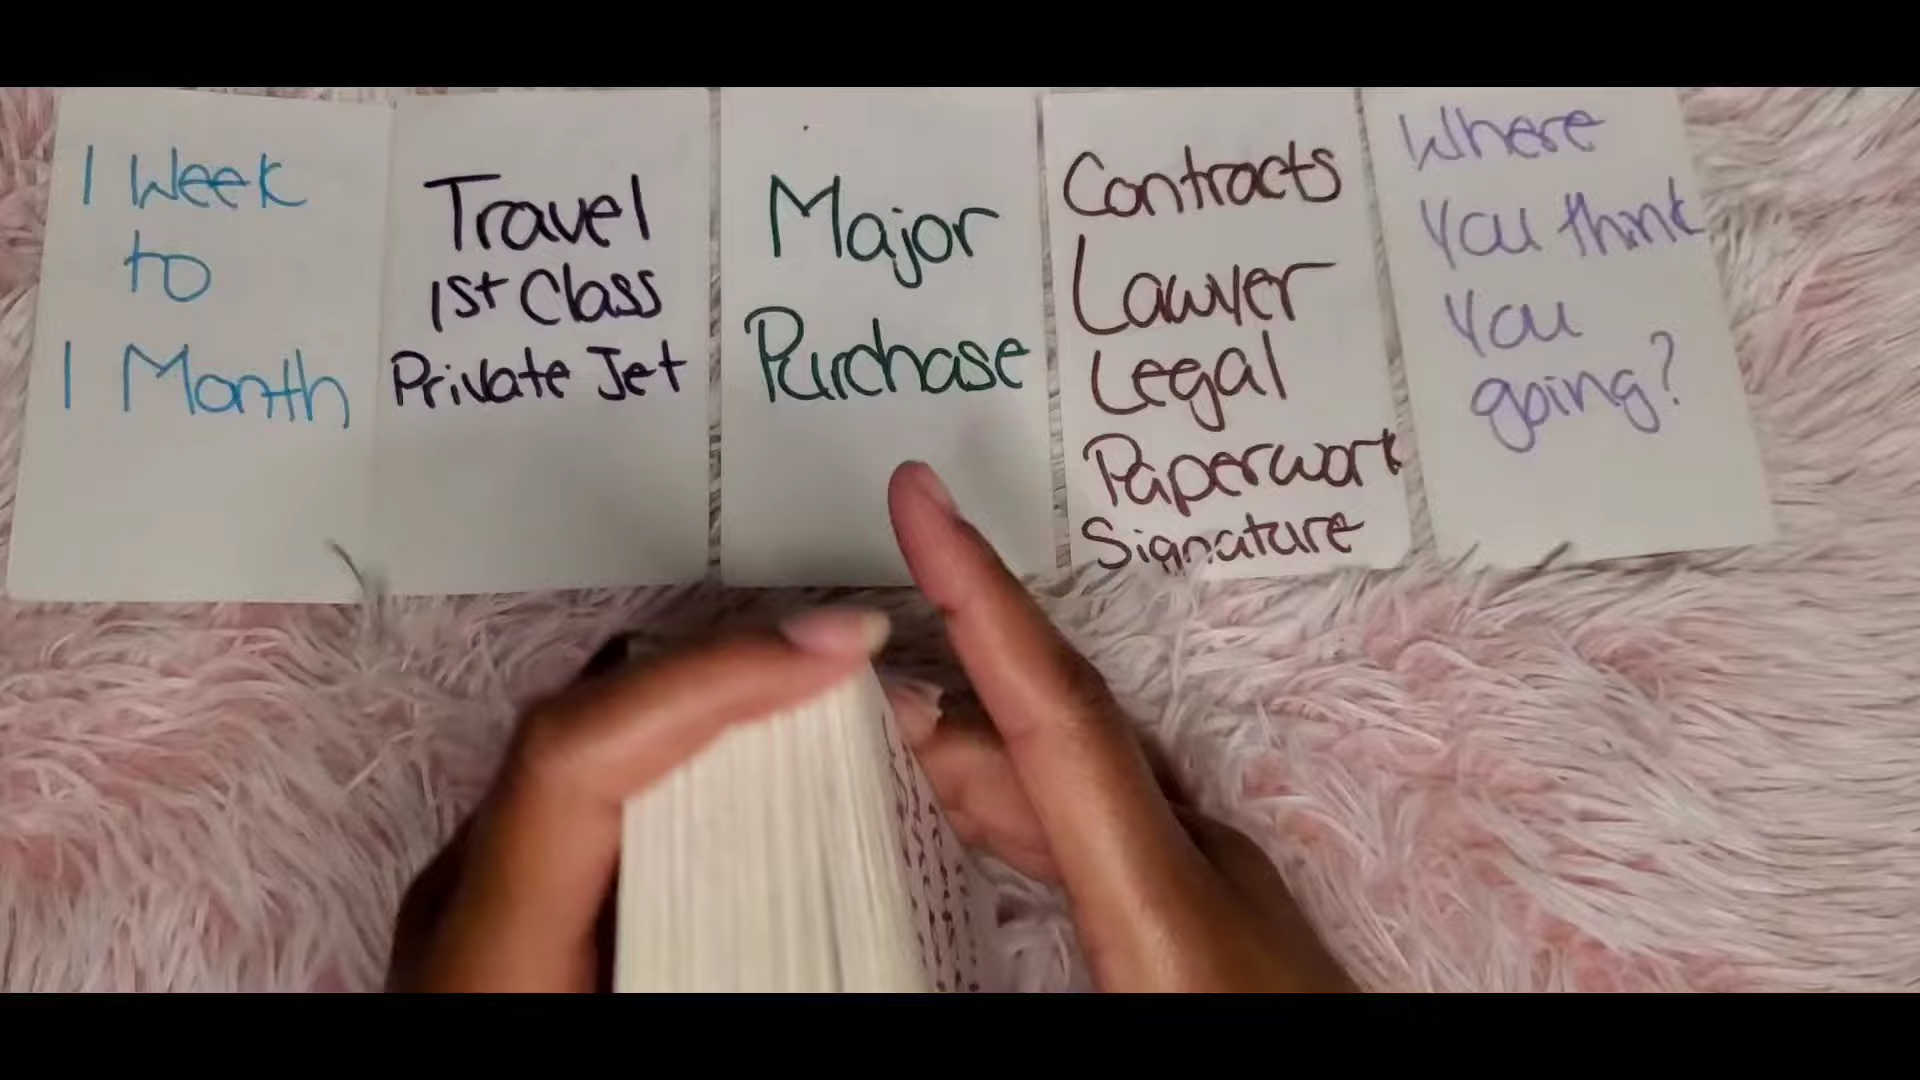 1 Week
to
1 Month
Travel
1st Class
Private Jet
Major
Purchase
Contracts
Lawyer
Legal
Paperwork
Signature
Where
You think
You
going?